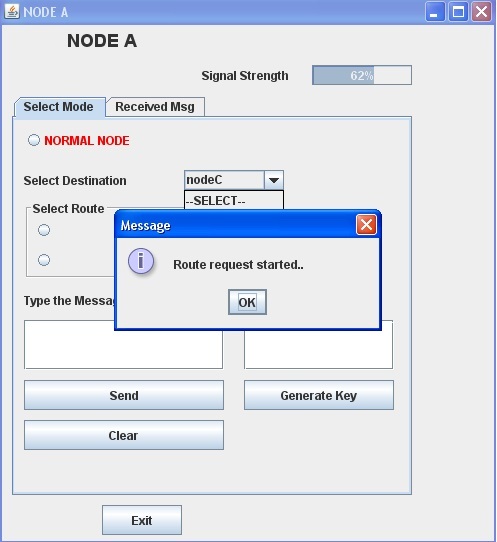 NODE A
NODE A
Signal Strength 62%
Select Mode Received Msg
NORMAL NODE
Select Destination nodeC
--SELECT--
Select Route
Message
Route request started..
OK
Type the
Send Generate Key
Clear
Exit